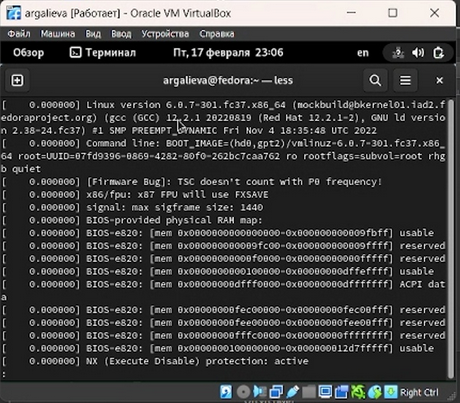 argalieva [Работает] - Oracle VM VirtualBox
Файл Машина Вид Ввод Устройства Справка
Обзор Терминал Пт, 17 февраля 23:06 en
argalieva@fedora:~ — less
[    0.000000] Linux version 6.0.7-301.fc37.x86_64 (mockbuild@bkernel01.iad2.f
edoraproject.org) (gcc (GCC) 12.2.1 20220819 (Red Hat 12.2.1-2), GNU ld version
n 2.38-24.fc37) #1 SMP PREEMPT_DYNAMIC Fri Nov 4 18:35:48 UTC 2022
[    0.000000] Command line: BOOT_IMAGE=(hd0,gpt2)/vmlinuz-6.0.7-301.fc37.x86_
64 root=UUID=07fd9396-0869-4282-80f0-262bc7caa762 ro rootflags=subvol=root rhg
b quiet
[    0.000000] [Firmware Bug]: TSC doesn't count with P0 frequency!
[    0.000000] x86/fpu: x87 FPU will use FXSAVE
[    0.000000] signal: max sigframe size: 1440
[    0.000000] BIOS-provided physical RAM map:
[    0.000000] BIOS-e820: [mem 0x0000000000000000-0x000000000009fbff] usable
[    0.000000] BIOS-e820: [mem 0x000000000009fc00-0x000000000009ffff] reserved
[    0.000000] BIOS-e820: [mem 0x00000000000f0000-0x00000000000fffff] reserved
[    0.000000] BIOS-e820: [mem 0x0000000000100000-0x00000000dffeffff] usable
[    0.000000] BIOS-e820: [mem 0x00000000dfff0000-0x00000000dfffffff] ACPI dat
a
[    0.000000] BIOS-e820: [mem 0x00000000fec00000-0x00000000fec00fff] reserved
[    0.000000] BIOS-e820: [mem 0x00000000fee00000-0x00000000fee00fff] reserved
[    0.000000] BIOS-e820: [mem 0x00000000fffc0000-0x00000000ffffffff] reserved
[    0.000000] BIOS-e820: [mem 0x0000000100000000-0x000000012d7fffff] usable
[    0.000000] NX (Execute Disable) protection: active
:
Right Ctrl